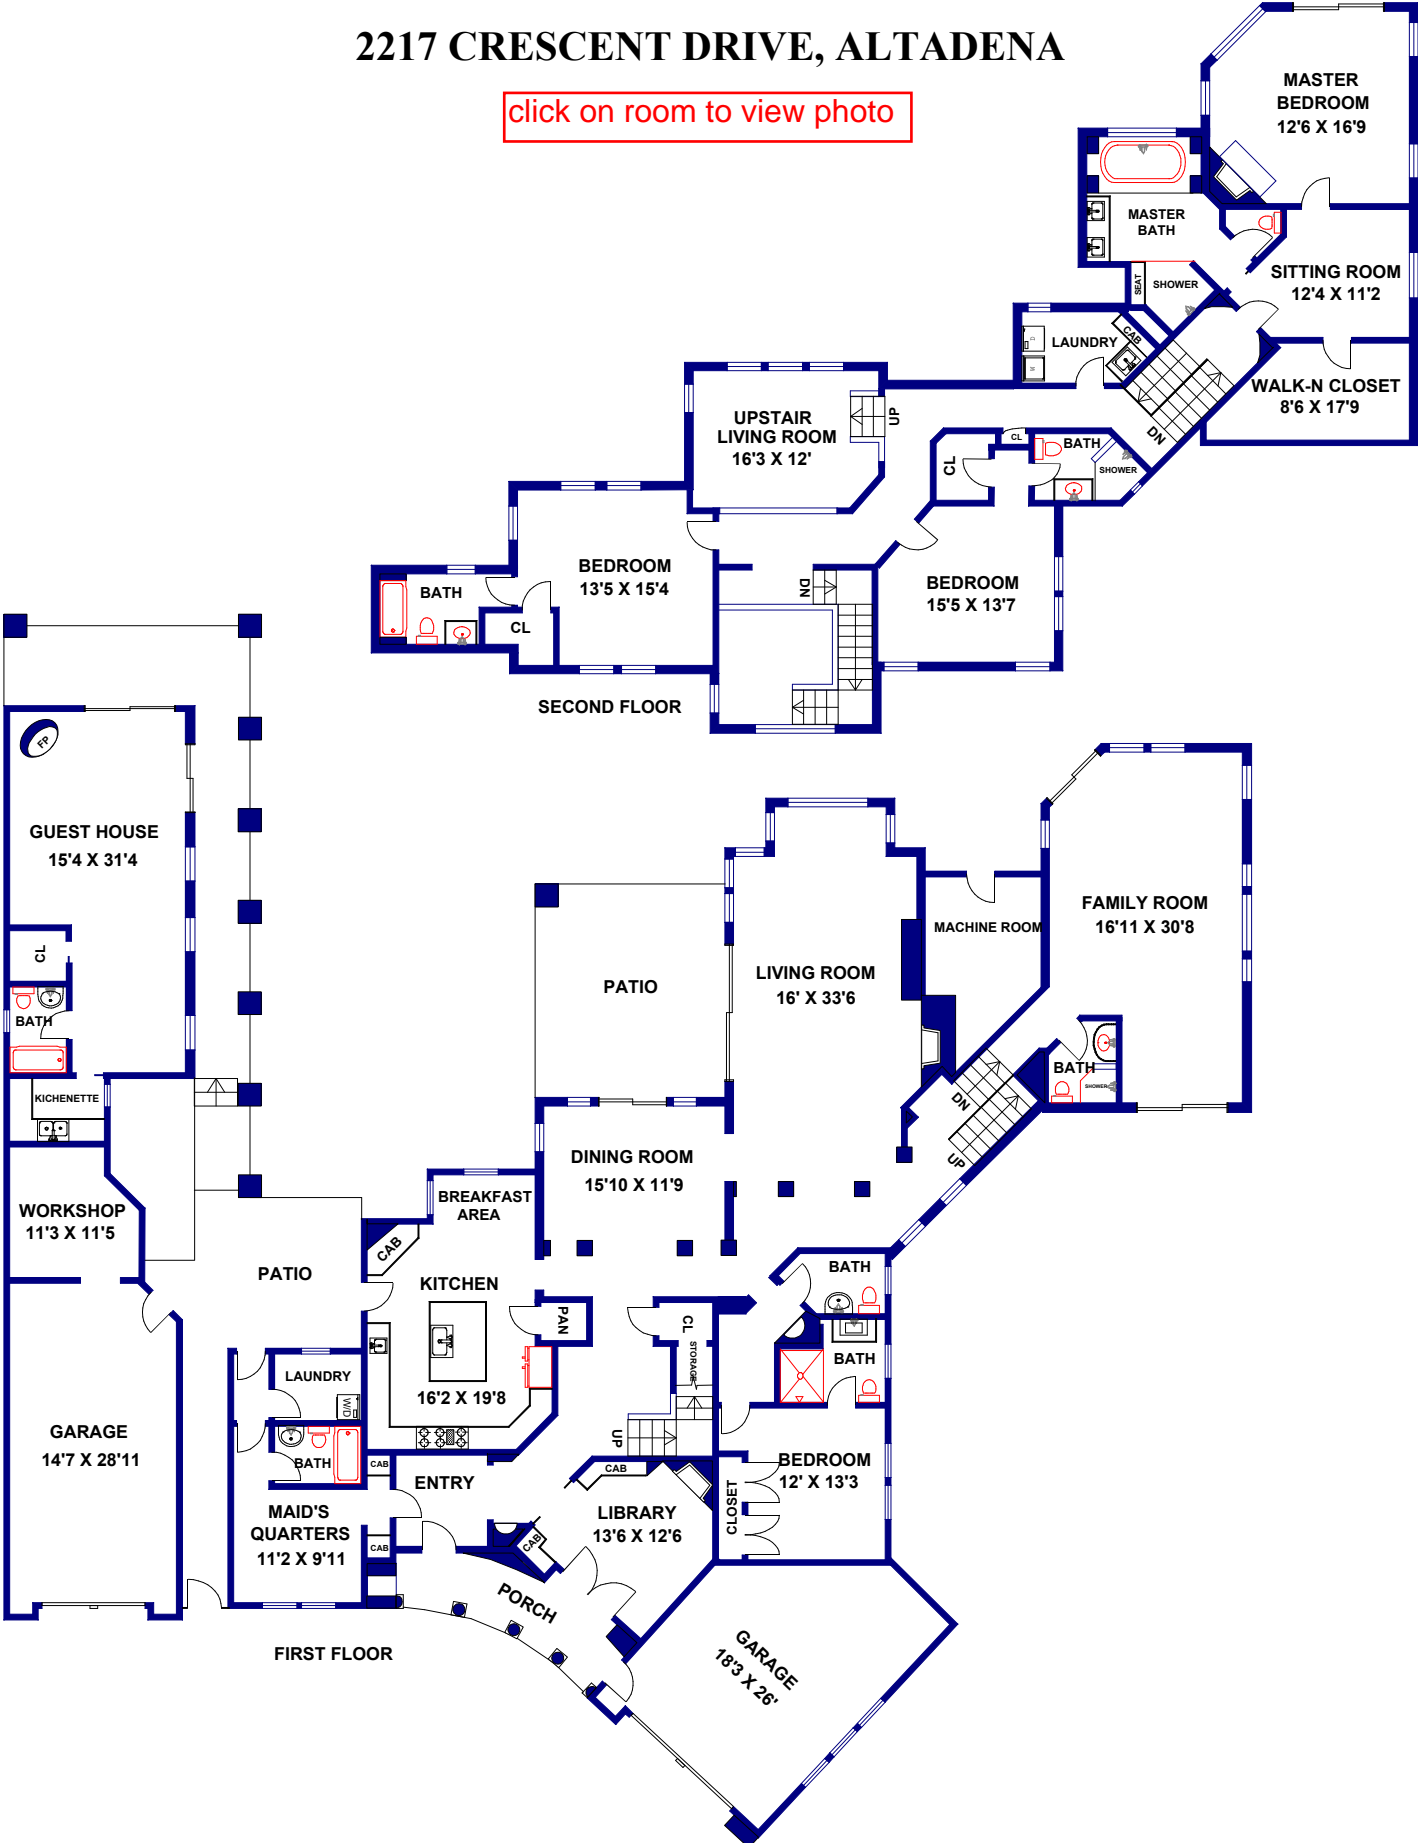 2217 CRESCENT DRIVE, ALTADENA
click on room to view photo
MASTER
BEDROOM
12'6 X 16'9
MASTER
BATH
SEAT
SHOWER
SITTING ROOM
12'4 X 11'2
LAUNDRY
CAB
WALK-N CLOSET
8'6 X 17'9
DN
UPSTAIR
LIVING ROOM
16'3 X 12'
UP
CL
CL
BATH
SHOWER
BEDROOM
13'5 X 15'4
BATH
CL
DN
BEDROOM
15'5 X 13'7
SECOND FLOOR
FP
GUEST HOUSE
15'4 X 31'4
CL
BATH
KICHENETTE
WORKSHOP
11'3 X 11'5
PATIO
LIVING ROOM
16' X 33'6
MACHINE ROOM
FAMILY ROOM
16'11 X 30'8
BATH
SHOWER
DN
UP
DINING ROOM
15'10 X 11'9
BREAKFAST
AREA
CAB
KITCHEN
16'2 X 19'8
PAN
CL
STORAGE
UP
PATIO
BATH
BATH
LAUNDRY
W/D
BATH
GARAGE
14'7 X 28'11
MAID'S
QUARTERS
11'2 X 9'11
CAB
CAB
ENTRY
CAB
LIBRARY
13'6 X 12'6
CAB
BEDROOM
12' X 13'3
CLOSET
PORCH
GARAGE
18'3 X 26'
FIRST FLOOR